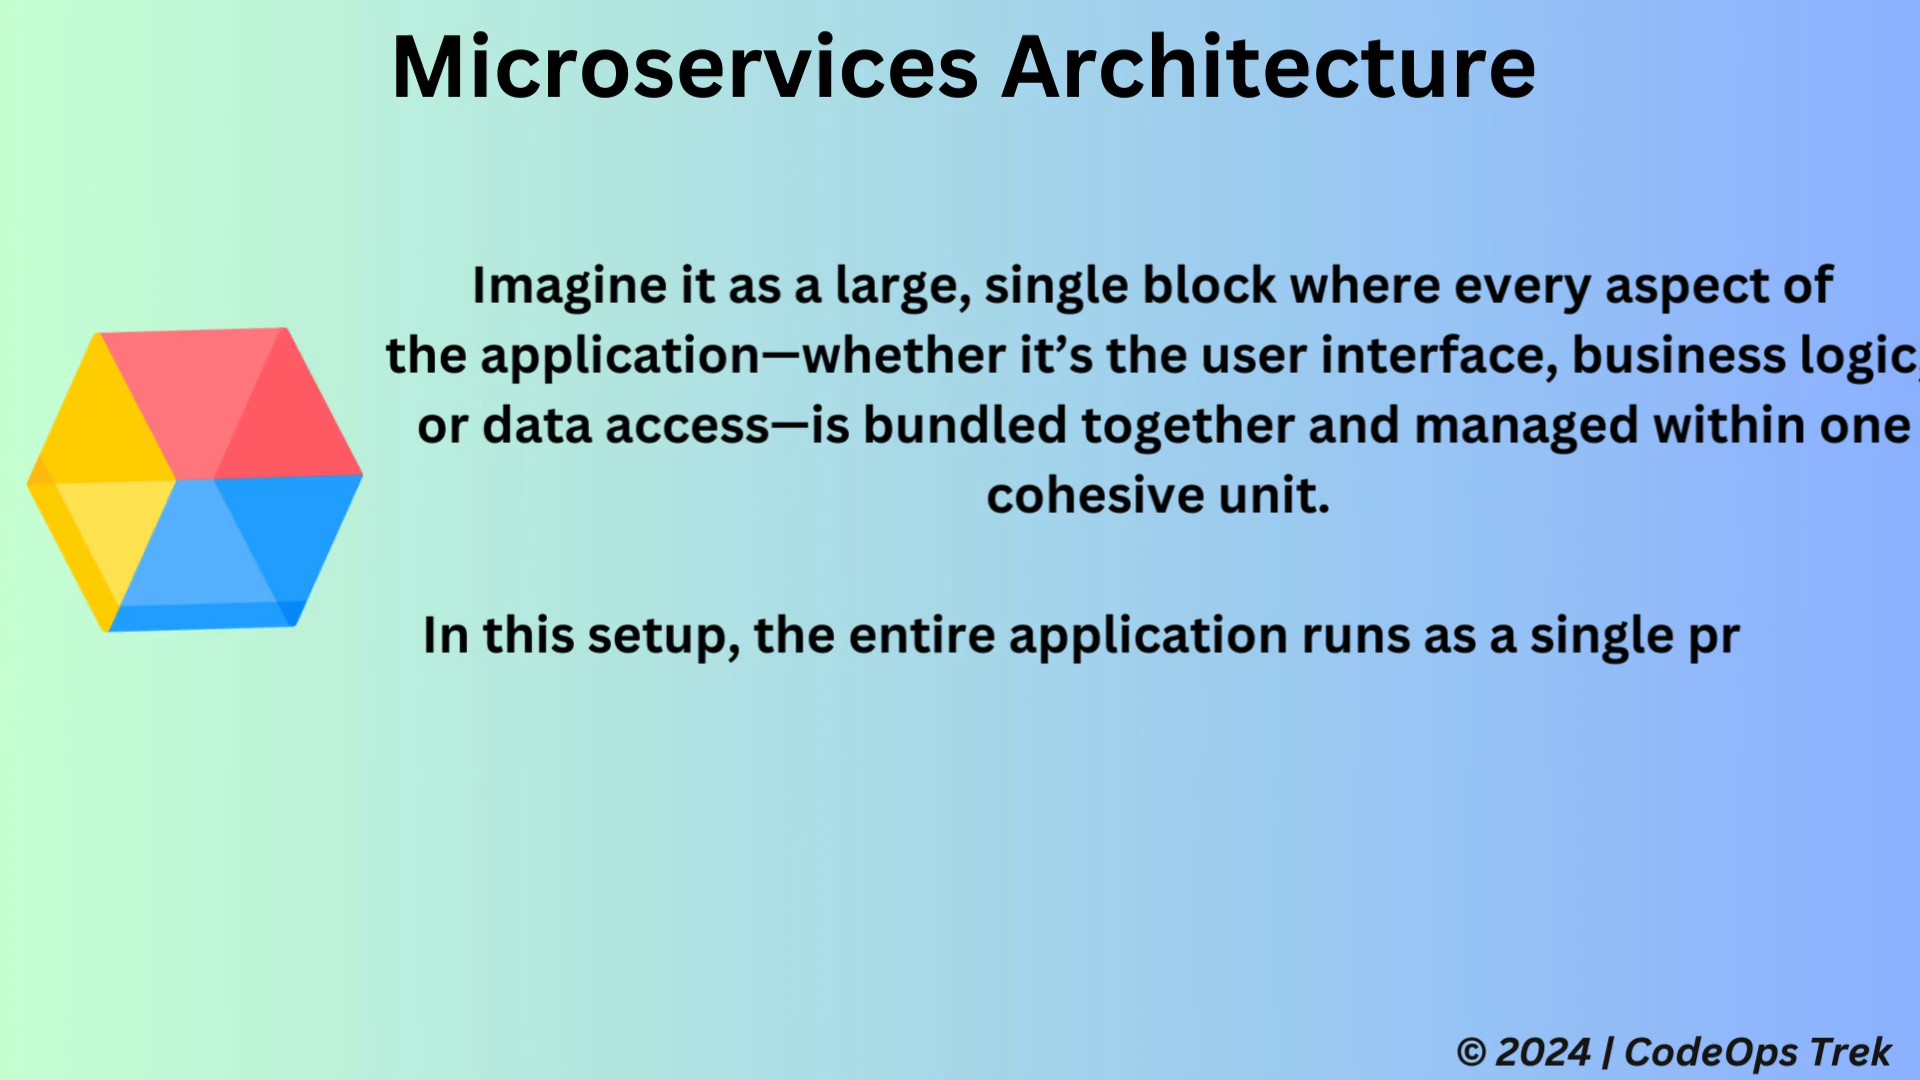 Microservices Architecture
Imagine it as a large, single block where every aspect of
the application—whether it’s the user interface, business logic,
or data access—is bundled together and managed within one
cohesive unit.
In this setup, the entire application runs as a single pr
© 2024 | CodeOps Trek